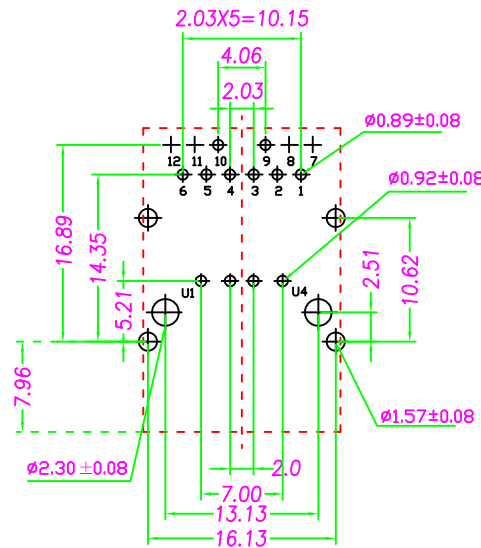 2.03X5=10.15
4.06
2.03
ø0.89±0.08
12 11 10 9 8 7
6 5 4 3 2 1
ø0.92±0.08
16.89
14.35
5.21
7.96
U1
U4
2.51
10.62
ø1.57±0.08
ø2.30±0.08
2.0
7.00
13.13
16.13